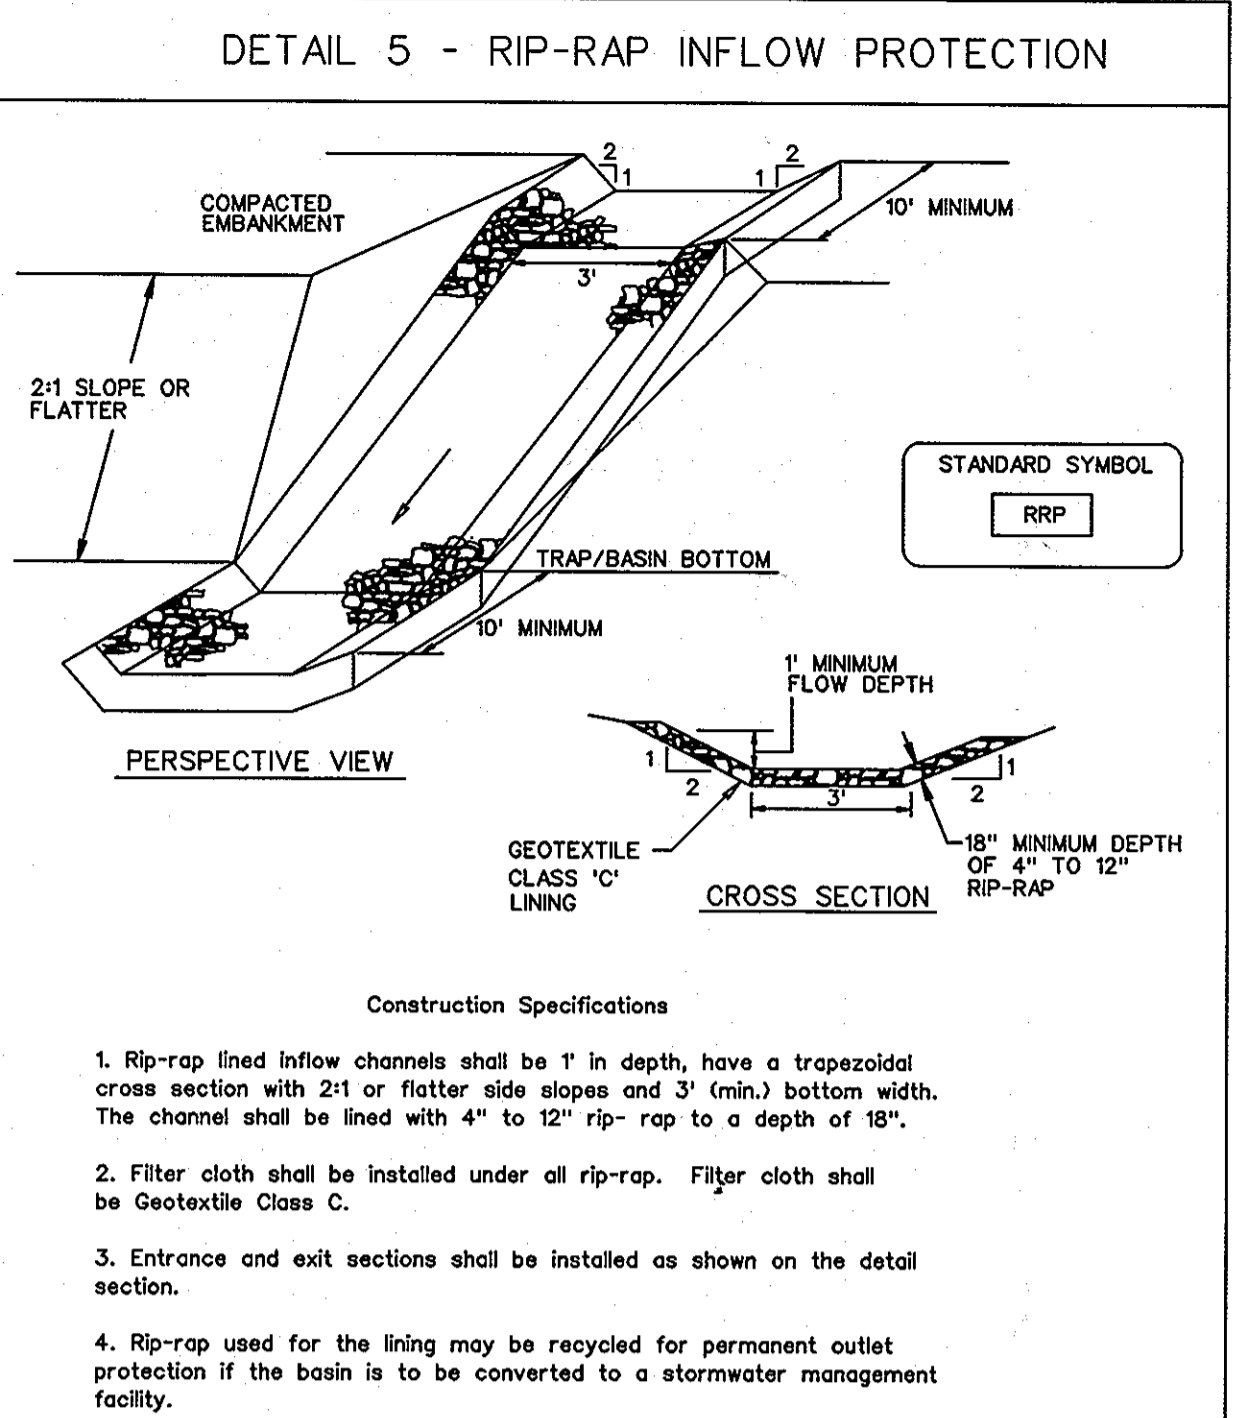 DETAIL 5 - RIP-RAP INFLOW PROTECTION
2
1
1
2
COMPACTED
EMBANKMENT
10' MINIMUM
3'
2:1 SLOPE OR
FLATTER
STANDARD SYMBOL
RRP
TRAP/BASIN BOTTOM
10' MINIMUM
1' MINIMUM
FLOW DEPTH
PERSPECTIVE VIEW
1
2
3'
1
2
GEOTEXTILE
CLASS 'C'
LINING
18" MINIMUM DEPTH
OF 4" TO 12"
RIP-RAP
CROSS SECTION
Construction Specifications
1. Rip-rap lined inflow channels shall be 1' in depth, have a trapezoidal
cross section with 2:1 or flatter side slopes and 3' (min.) bottom width.
The channel shall be lined with 4" to 12" rip- rap to a depth of 18".
2. Filter cloth shall be installed under all rip-rap. Filter cloth shall
be Geotextile Class C.
3. Entrance and exit sections shall be installed as shown on the detail
section.
4. Rip-rap used for the lining may be recycled for permanent outlet
protection if the basin is to be converted to a stormwater management
facility.